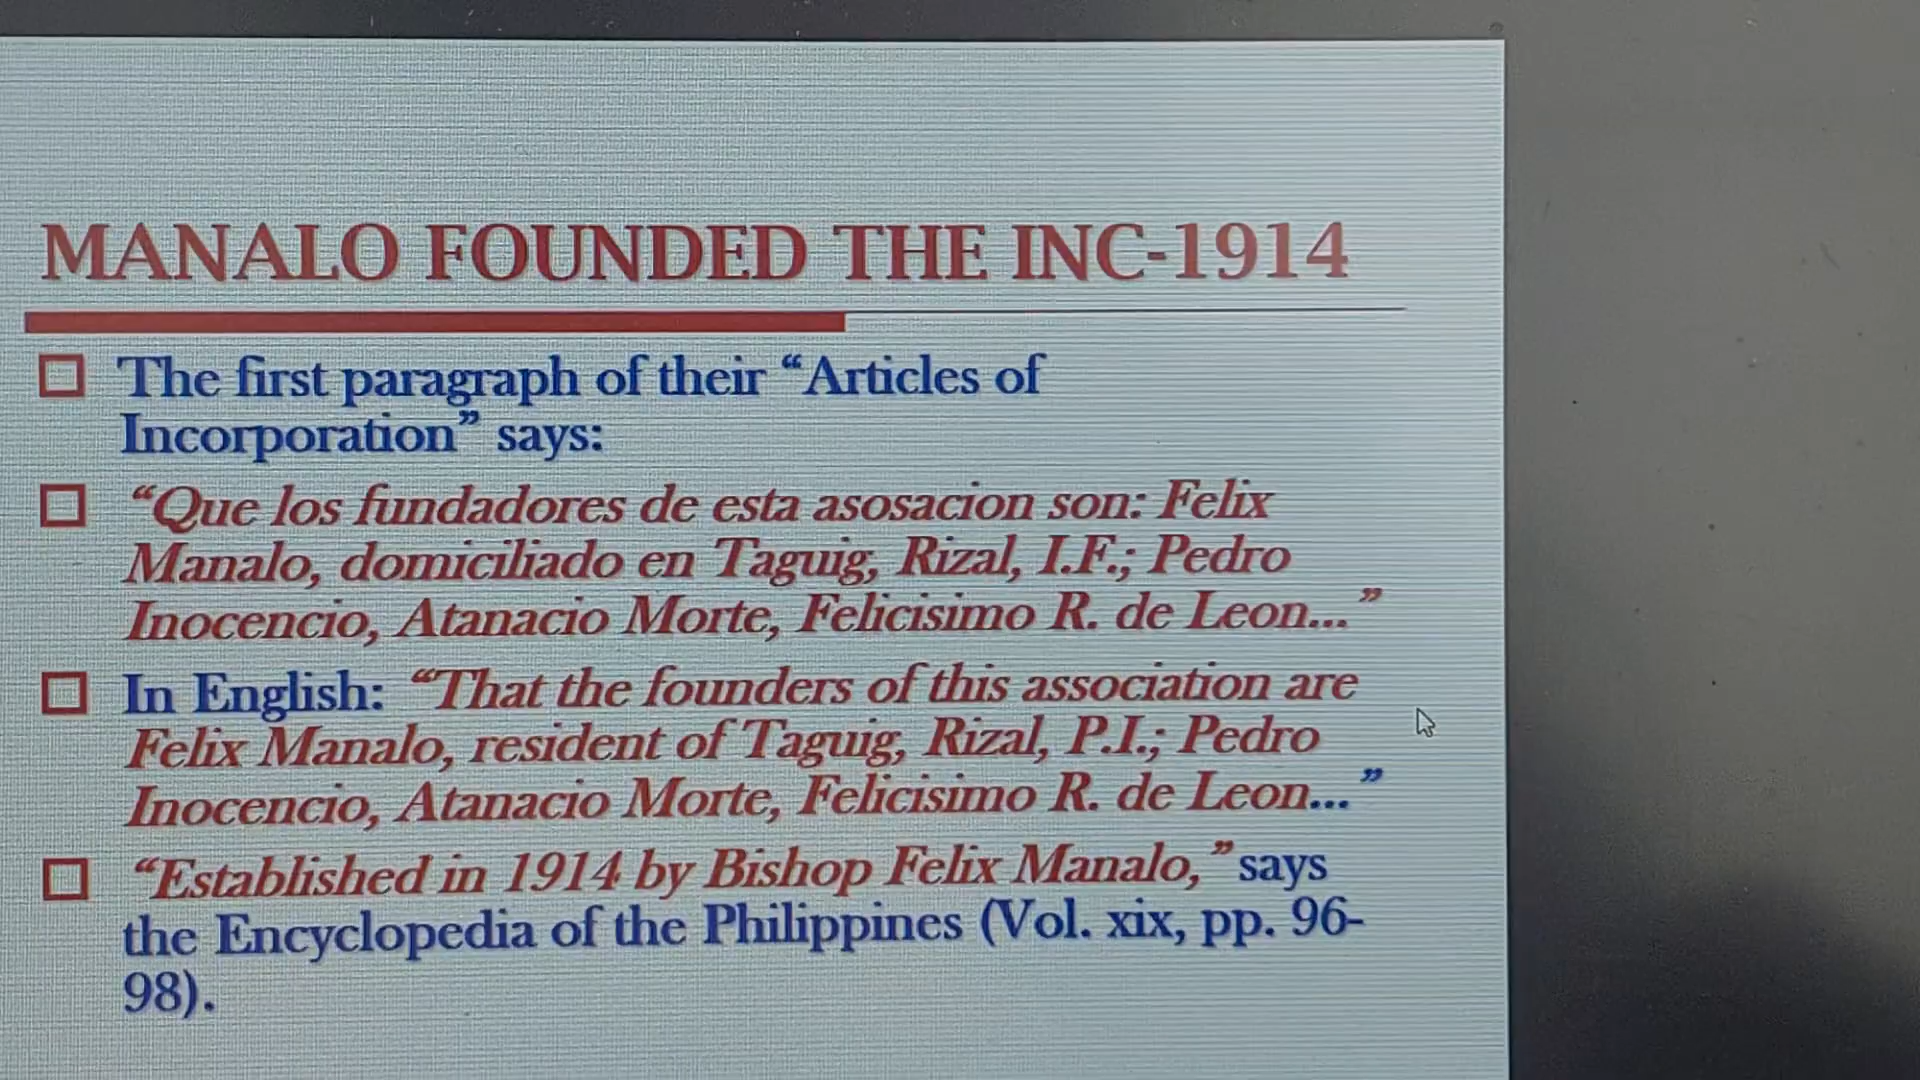 MANALO FOUNDED THE INC-1914
The first paragraph of their “Articles of
Incorporation” says:
“Que los fundadores de esta asosacion son: Felix
Manalo, domiciliado en Taguig, Rizal, I.F.; Pedro
Inocencio, Atanacio Morte, Felicisimo R. de Leon...”
In English: “That the founders of this association are
Felix Manalo, resident of Taguig, Rizal, P.I.; Pedro
Inocencio, Atanacio Morte, Felicisimo R. de Leon...”
“Established in 1914 by Bishop Felix Manalo,” says
the Encyclopedia of the Philippines (Vol. xix, pp. 96-
98).